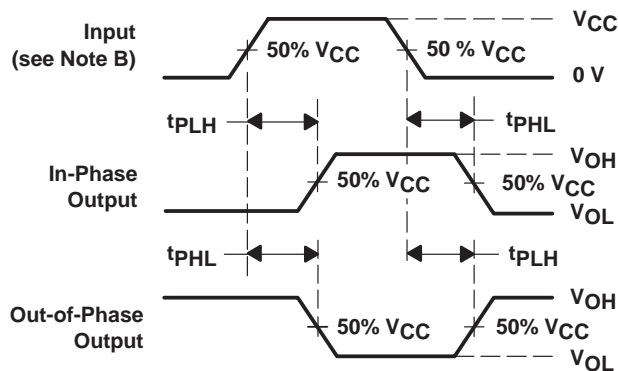 Input
(see Note B)
50% VCC
50 % VCC
VCC
0 V
tPLH
tPHL
In-Phase
Output
50% VCC
50% VCC
VOH
VOL
tPHL
tPLH
Out-of-Phase
Output
50% VCC
50% VCC
VOH
VOL